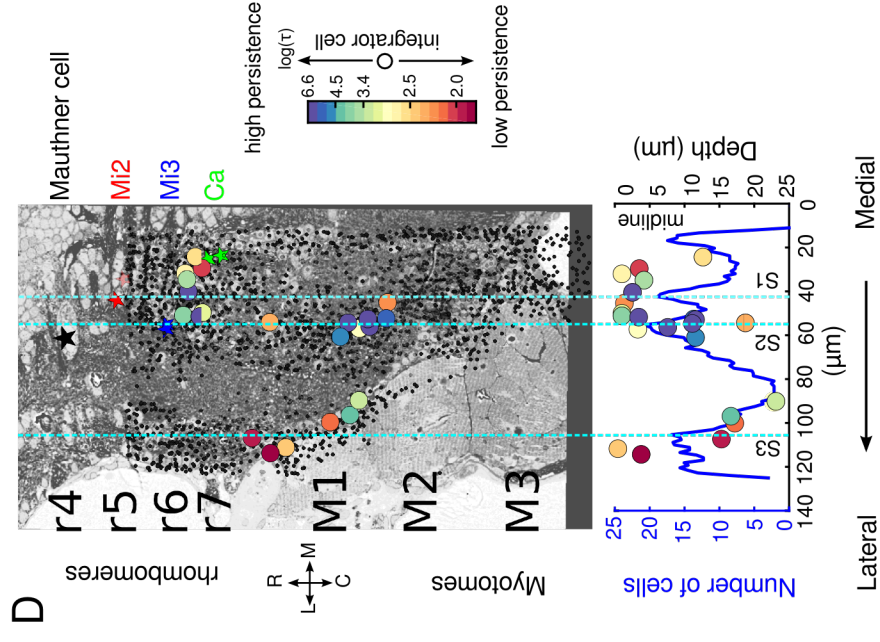 D
Mauthner cell
Mi2
Mi3
Ca
r4
r5
r6
r7
M1
M2
M3
rhombomeres
Myotomes
R
L
M
C
high persistence
low persistence
log(τ)
integrator cell
6.6
4.5
3.4
2.5
2.0
midline
S1
S2
S3
Depth (μm)
0
5
10
15
25
Number of cells
25
20
15
10
5
0
0
20
40
60
80
100
120
140
(μm)
Lateral
Medial